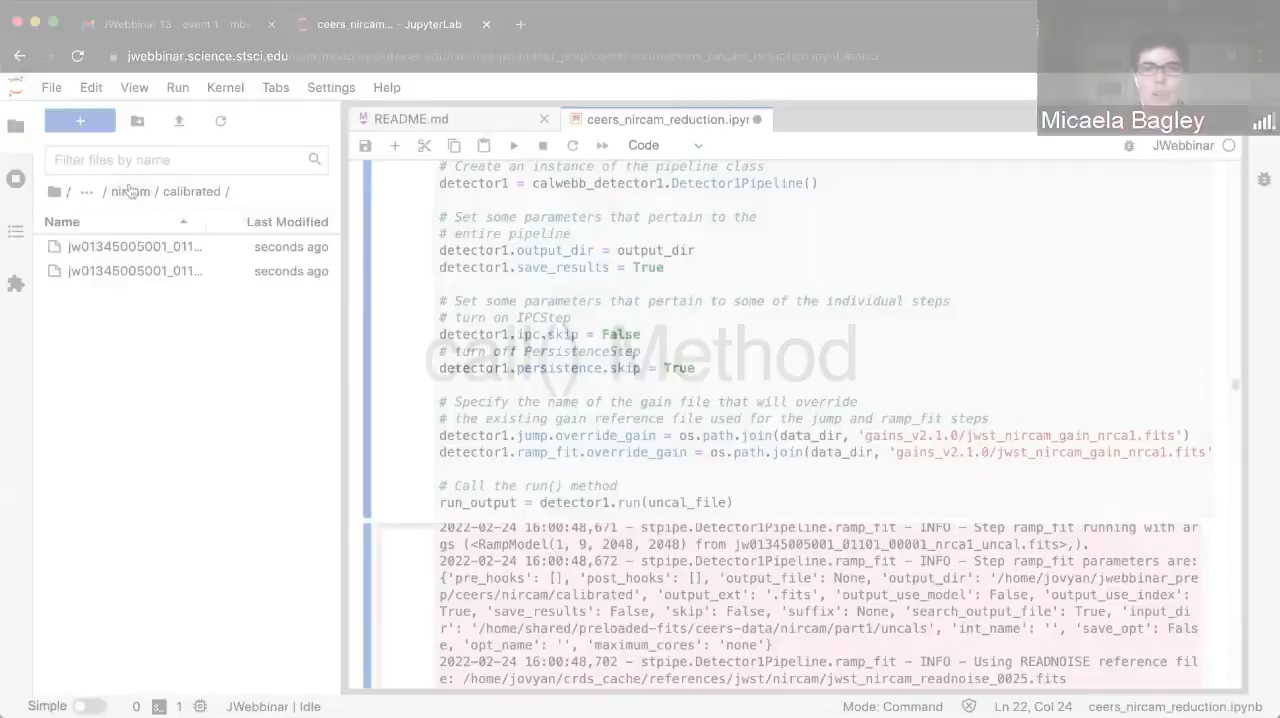 JWebbinar 13
event 1
ceers_nircam... - JupyterLab
jwebbinar.science.stsci.edu
Micaela Bagley
File Edit View Run Kernel Tabs Settings Help
README.md
ceers_nircam_reduction.ipyr
Filter files by name
Code
JWebbinar
/ ... / nircam / calibrated /
Name Last Modified
jw01345005001_011... seconds ago
jw01345005001_011... seconds ago
# Create an instance of the pipeline class
detector1 = calwebb_detector1.Detector1Pipeline()
# Set some parameters that pertain to the
# entire pipeline
detector1.output_dir = output_dir
detector1.save_results = True
# Set some parameters that pertain to some of the individual steps
# turn on IPCStep
detector1.ipc.skip = False
# turn off PersistenceStep
detector1.persistence.skip = True
call() Method
# Specify the name of the gain file that will override
# the existing gain reference file used for the jump and ramp_fit steps
detector1.jump.override_gain = os.path.join(data_dir, 'gains_v2.1.0/jwst_nircam_gain_nrca1.fits')
detector1.ramp_fit.override_gain = os.path.join(data_dir, 'gains_v2.1.0/jwst_nircam_gain_nrca1.fits'
# Call the run() method
run_output = detector1.run(uncal_file)
2022-02-24 16:00:48,671 - stpipe.Detector1Pipeline.ramp_fit - INFO - Step ramp_fit running with ar
gs (<RampModel(1, 9, 2048, 2048) from jw01345005001_01101_00001_nrca1_uncal.fits>,).
2022-02-24 16:00:48,672 - stpipe.Detector1Pipeline.ramp_fit - INFO - Step ramp_fit parameters are:
{'pre_hooks': [], 'post_hooks': [], 'output_file': None, 'output_dir': '/home/jovyan/jwebbinar_pre
p/ceers/nircam/calibrated', 'output_ext': '.fits', 'output_use_model': False, 'output_use_index':
True, 'save_results': False, 'skip': False, 'suffix': None, 'search_output_file': True, 'input_di
r': '/home/shared/preloaded-fits/ceers-data/nircam/part1/uncals', 'int_name': '', 'save_opt': Fals
e, 'opt_name': '', 'maximum_cores': 'none'}
2022-02-24 16:00:48,702 - stpipe.Detector1Pipeline.ramp_fit - INFO - Using READNOISE reference fil
e: /home/jovyan/crds_cache/references/jwst/nircam/jwst_nircam_readnoise_0025.fits
Simple 0 1 JWebbinar | Idle Mode: Command Ln 22, Col 24 ceers_nircam_reduction.ipynb